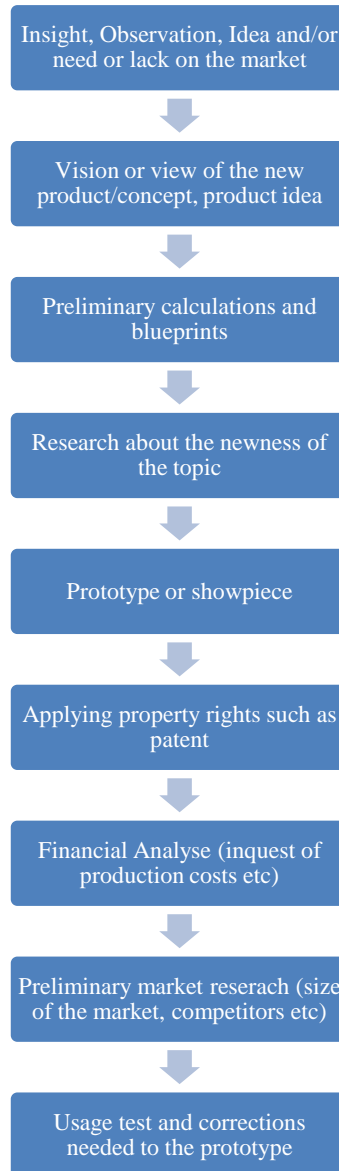 Insight, Observation, Idea and/or
need or lack on the market
Vision or view of the new
product/concept, product idea
Preliminary calculations and
blueprints
Research about the newness of
the topic
Prototype or showpiece
Applying property rights such as
patent
Financial Analyse (inquest of
production costs etc)
Preliminary market reserach (size
of the market, competitors etc)
Usage test and corrections
needed to the prototype